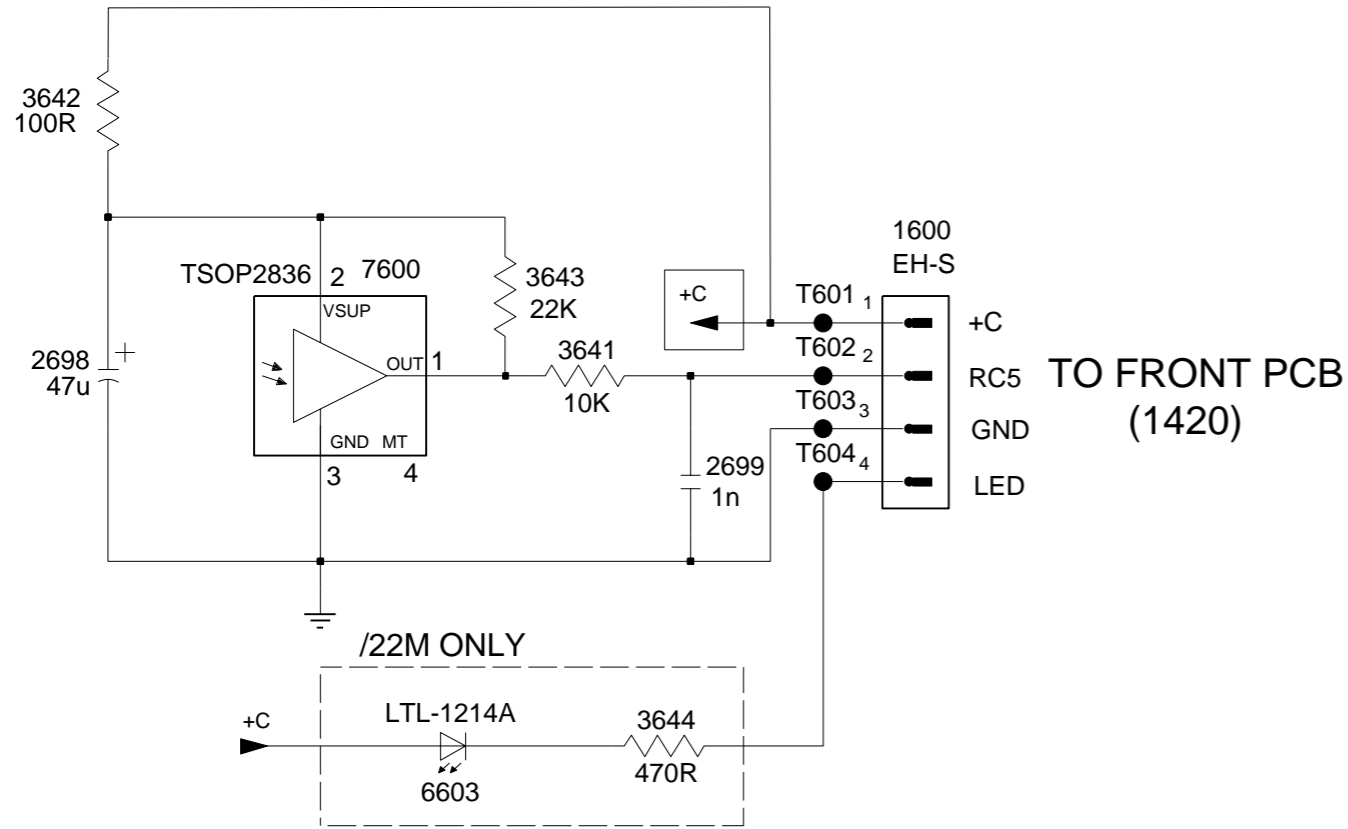 3642
100R
TSOP2836 2 7600
VSUP
3643
22K
2698 +
47u
OUT 1
GND MT
3 4
3641
10K
+C
2699
1n
1600
EH-S
T601 1 +C
T602 2 RC5
T603 3 GND
T604 4 LED
TO FRONT PCB
(1420)
/22M ONLY
+C
LTL-1214A
6603
3644
470R